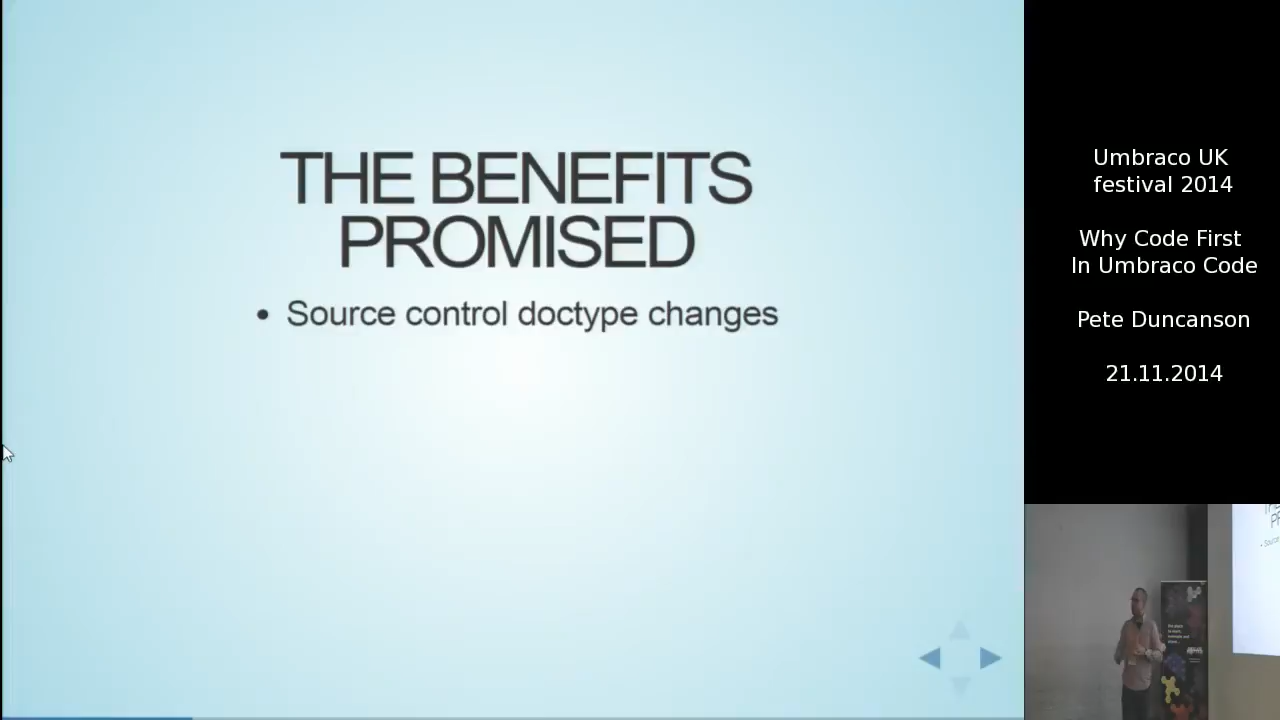 THE BENEFITS
PROMISED
• Source control doctype changes
Umbraco UK
festival 2014
Why Code First
In Umbraco Code
Pete Duncanson
21.11.2014